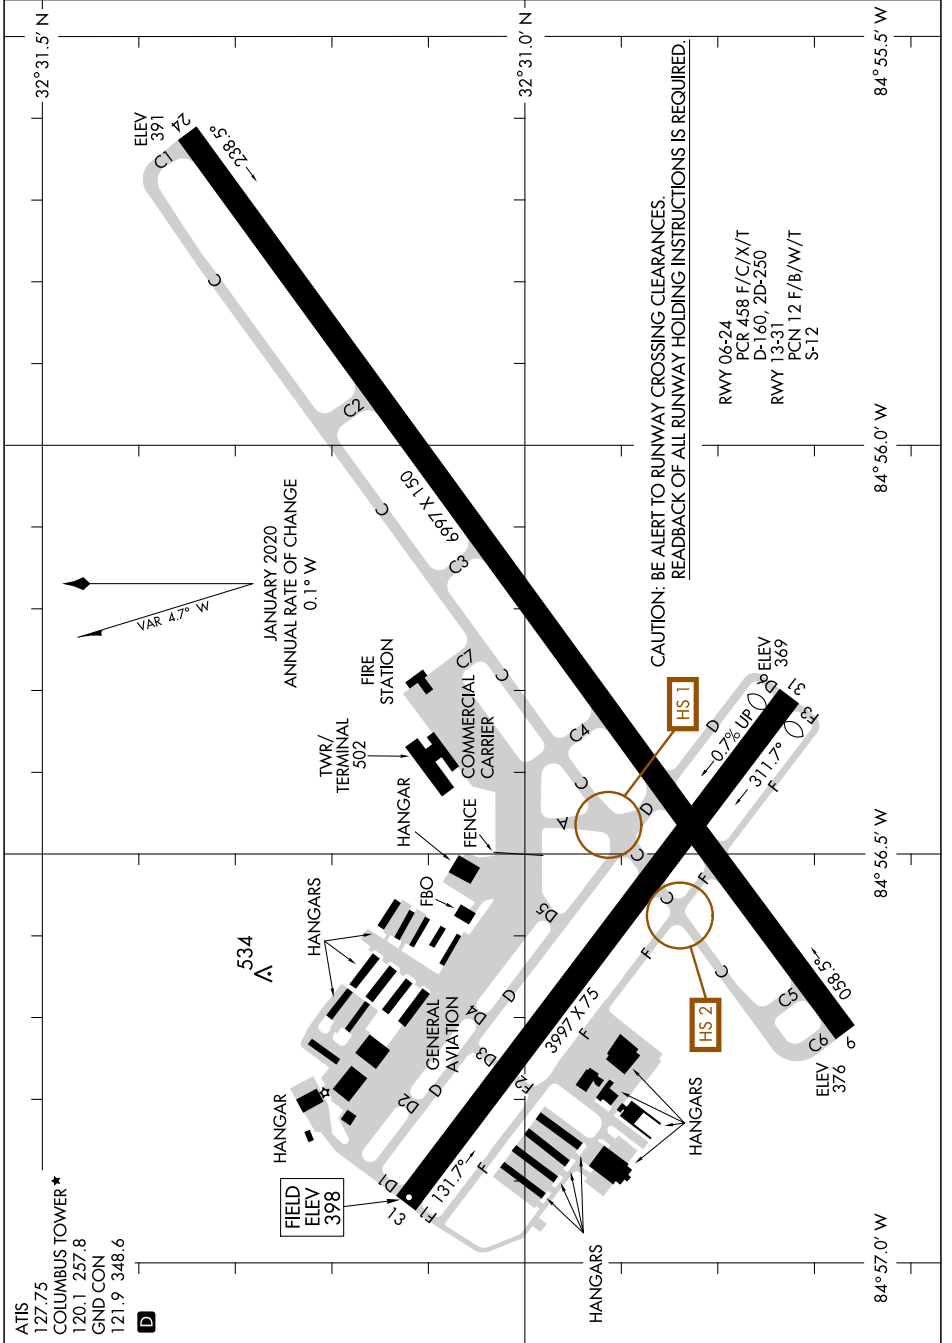 ATIS
127.75
COLUMBUS TOWER★
120.1 257.8
GND CON
121.9 348.6
D
32°31.5' N
32°31.0' N
84°55.5' W
84°56.0' W
84°56.5' W
84°57.0' W
ELEV
391
24
238.5°
C1
C
C2
C
6997 X 150
C3
C7
C
C4
C
A
C
D
VAR 4.7° W
JANUARY 2020
ANNUAL RATE OF CHANGE
0.1° W
FIRE
STATION
TWR/
TERMINAL
502
COMMERCIAL
CARRIER
HANGAR
FENCE
FBO
HANGARS
534
GENERAL
AVIATION
HANGAR
FIELD
ELEV
398
13
131.7°
D1
D2
D
D3
D4
D
D5
F1
F
F2
F
3997 X 75
F
C
F
C
C5
C6
058.5°
6
ELEV
376
HS 1
HS 2
D
0.7% UP
311.7°
F
D6
F3
31
ELEV
369
HANGARS
HANGARS
CAUTION: BE ALERT TO RUNWAY CROSSING CLEARANCES.
READBACK OF ALL RUNWAY HOLDING INSTRUCTIONS IS REQUIRED.
RWY 06-24
PCR 458 F/C/X/T
D-160, 2D-250
RWY 13-31
PCN 12 F/B/W/T
S-12